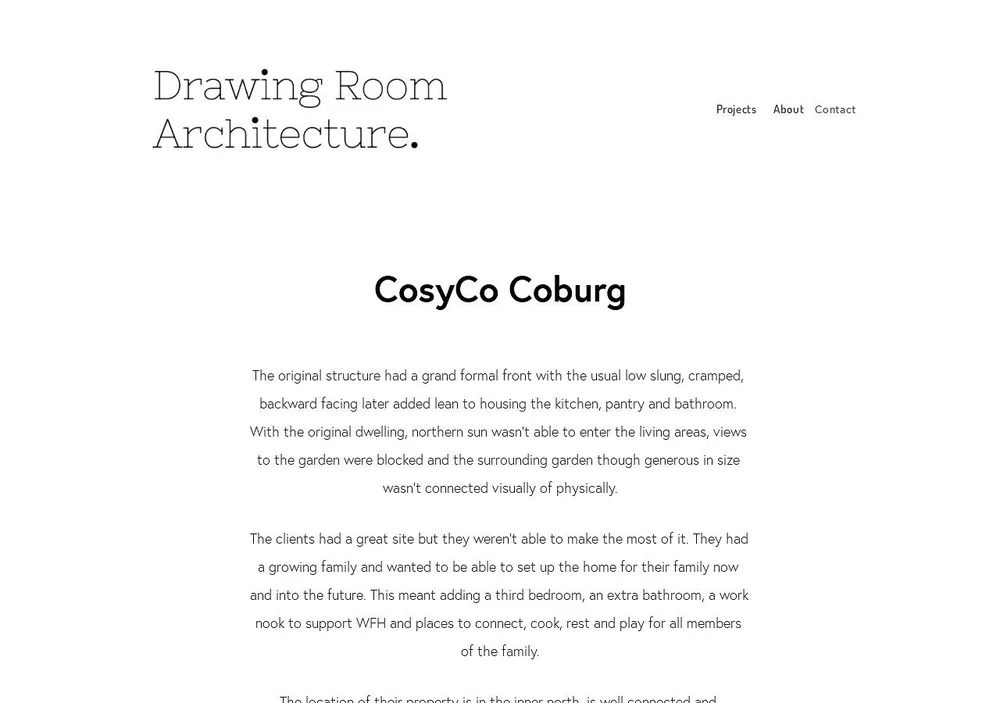 Drawing Room
Architecture.
Projects About Contact
CosyCo Coburg
The original structure had a grand formal front with the usual low slung, cramped,
backward facing later added lean to housing the kitchen, pantry and bathroom.
With the original dwelling, northern sun wasn't able to enter the living areas, views
to the garden were blocked and the surrounding garden though generous in size
wasn't connected visually of physically.
The clients had a great site but they weren't able to make the most of it. They had
a growing family and wanted to be able to set up the home for their family now
and into the future. This meant adding a third bedroom, an extra bathroom, a work
nook to support WFH and places to connect, cook, rest and play for all members
of the family.
The location of their property is in the inner north, is well connected and